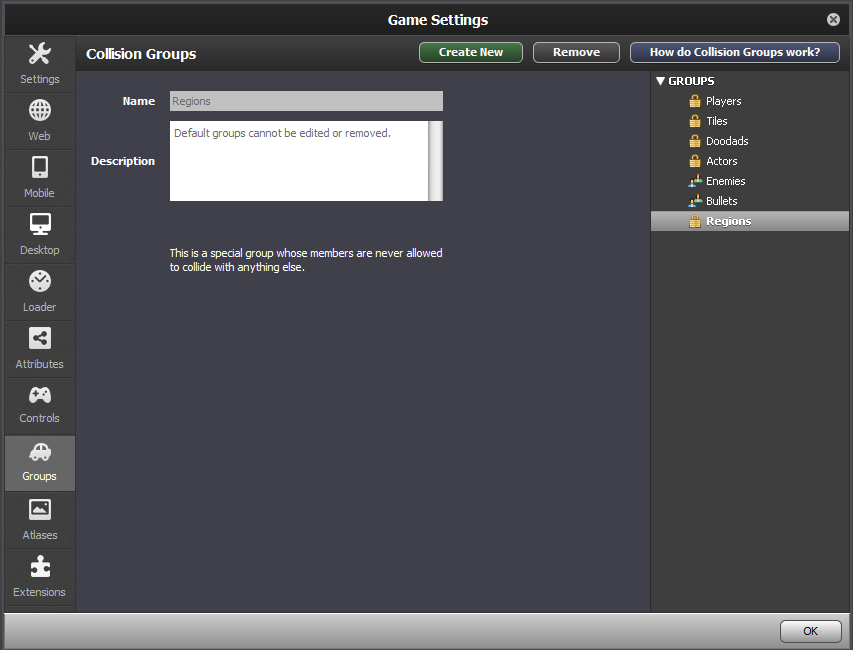 Game Settings
Settings
Web
Mobile
Desktop
Loader
Attributes
Controls
Groups
Atlases
Extensions
Collision Groups
Create New
Remove
How do Collision Groups work?
Name
Regions
Description
Default groups cannot be edited or removed.
This is a special group whose members are never allowed
to collide with anything else.
GROUPS
Players
Tiles
Doodads
Actors
Enemies
Bullets
Regions
OK